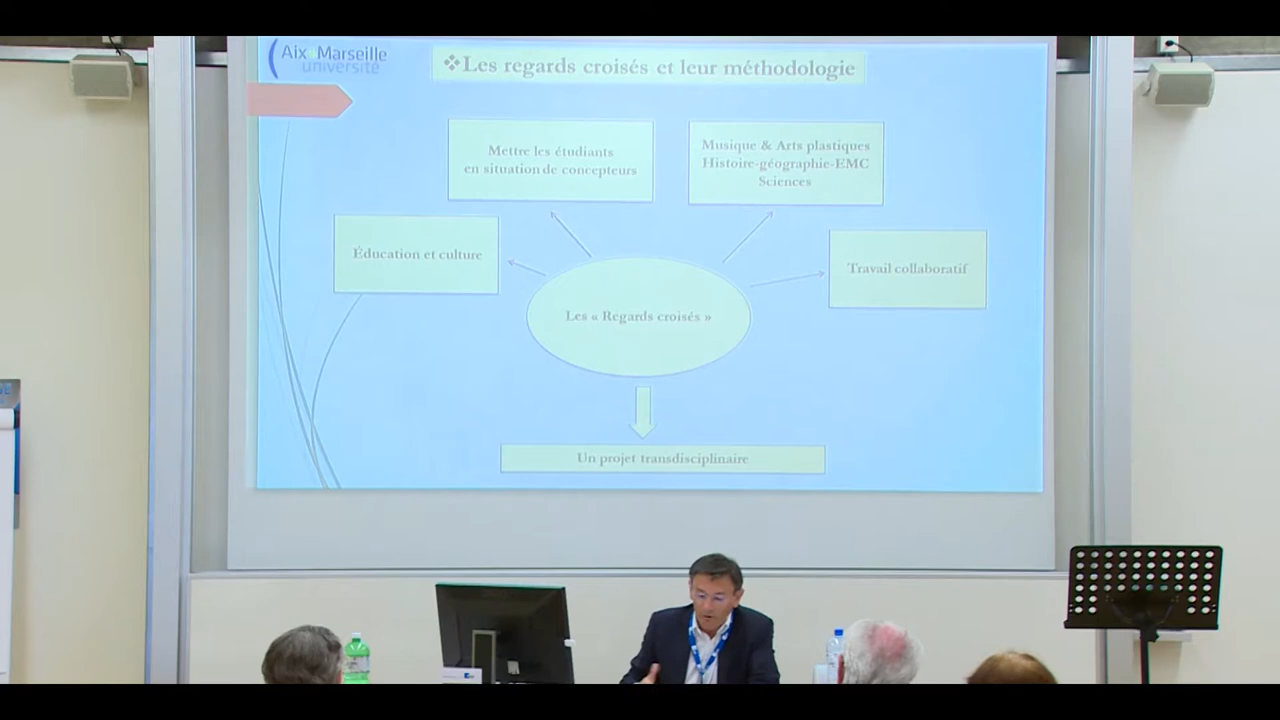 Aix Marseille
université
❖Les regards croisés et leur méthodologie
Mettre les étudiants
en situation de concepteurs
Musique & Arts plastiques
Histoire-géographie-EMC
Sciences
Éducation et culture
Travail collaboratif
Les « Regards croisés »
Un projet transdisciplinaire